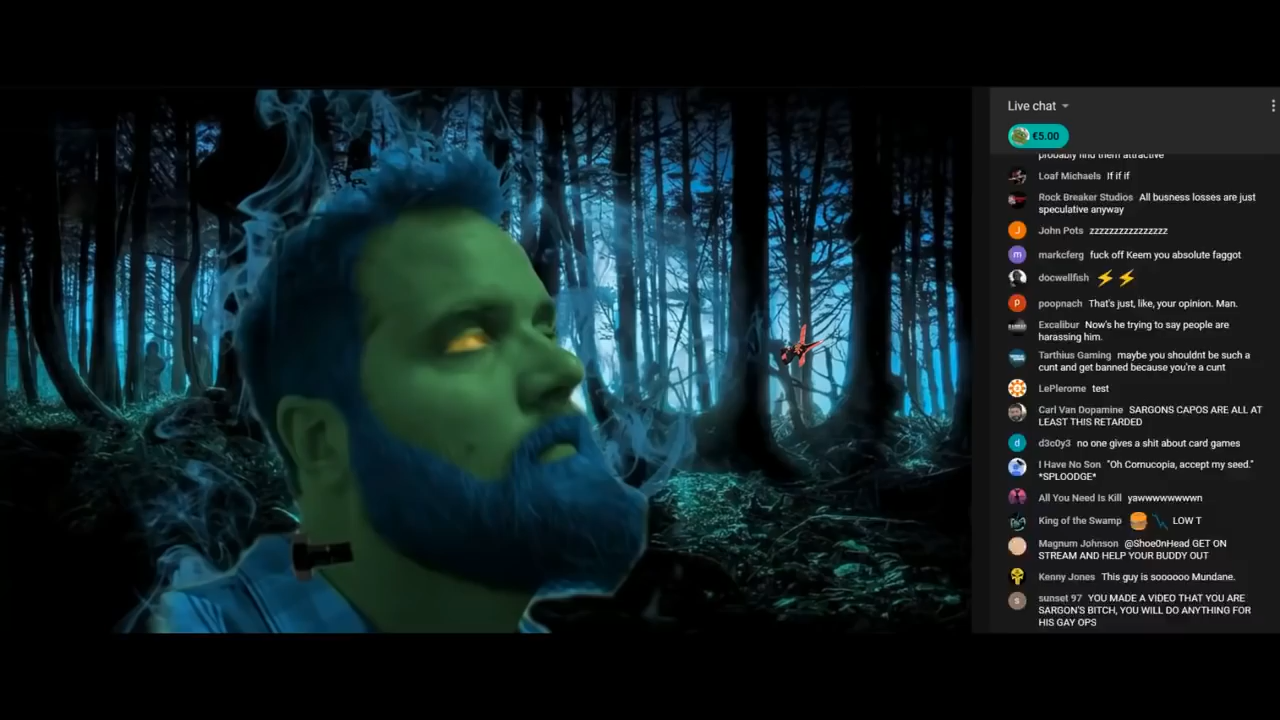 Live chat
€5.00
probably find them attractive
Loaf Michaels If if if
Rock Breaker Studios All busness losses are just
speculative anyway
John Pots zzzzzzzzzzzzzzzz
markcferg fuck off Keem you absolute faggot
docwellfish ⚡⚡
poopnach That's just, like, your opinion. Man.
Excalibur Now's he trying to say people are
harassing him.
Tarthius Gaming maybe you shouldnt be such a
cunt and get banned because you're a cunt
LePlerome test
Carl Van Dopamine SARGONS CAPOS ARE ALL AT
LEAST THIS RETARDED
d3c0y3 no one gives a shit about card games
I Have No Son "Oh Cornucopia, accept my seed."
*SPLOODGE*
All You Need Is Kill yawwwwwwwwn
King of the Swamp 🍔 LOW T
Magnum Johnson @Shoe0nHead GET ON
STREAM AND HELP YOUR BUDDY OUT
Kenny Jones This guy is soooooo Mundane.
sunset 97 YOU MADE A VIDEO THAT YOU ARE
SARGON'S BITCH, YOU WILL DO ANYTHING FOR
HIS GAY OPS